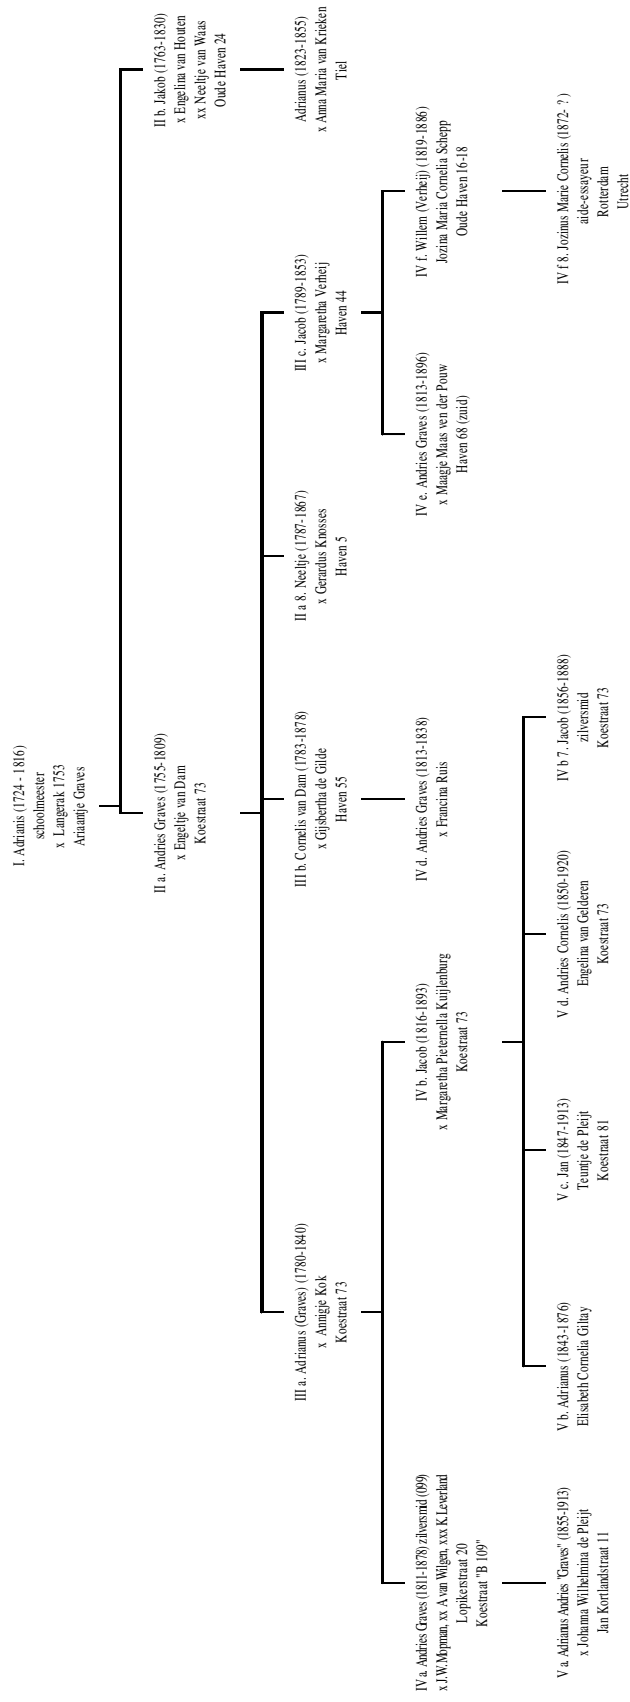 I. Adrianis (1724 - 1816)
schoolmeester
x Langerak 1753
Ariaantje Graves
II a. Andries Graves (1755-1809)
x Engeltje van Dam
Koestraat 73
II b. Jakob (1763-1830)
x Engelina van Houten
xx Neeltje van Waas
Oude Haven 24
III a. Adrianus (Graves) (1780-1840)
x Annigje Kok
Koestraat 73
III b. Cornelis van Dam (1783-1878)
x Gijsbertha de Gilde
Haven 55
II a 8. Neeltje (1787-1867)
x Gerardus Knosses
Haven 5
III c. Jacob (1789-1853)
x Margaretha Verheij
Haven 44
Adrianus (1823-1855)
x Anna Maria van Krieken
Tiel
IV a. Andries Graves (1811-1878) zilversmid (099)
x J.W.Mopman, xx A van Wilgen, xxx K.Leverland
Lopikerstraat 20
Koestraat "B 109"
IV b. Jacob (1816-1893)
x Margaretha Pieternella Kuijlenburg
Koestraat 73
IV d. Andries Graves (1813-1838)
x Francina Ruis
IV e. Andries Graves (1813-1896)
x Maagje Maas ven der Pouw
Haven 68 (zuid)
IV f. Willem (Verheij) (1819-1886)
Jozina Maria Cornelia Schepp
Oude Haven 16-18
V a. Adrianus Andries "Graves" (1855-1913)
x Johanna Wilhelmina de Pleijt
Jan Kortlandstraat 11
V b. Adrianus (1843-1876)
Elisabeth Cornelia Giltay
V c. Jan (1847-1913)
Teuntje de Pleijt
Koestraat 81
V d. Andries Cornelis (1850-1920)
Engelina van Gelderen
Koestraat 73
IV b 7. Jacob (1856-1888)
zilversmid
Koestraat 73
IV f 8. Jozinus Marie Cornelis (1872- ?)
aide-essayeur
Rotterdam
Utrecht